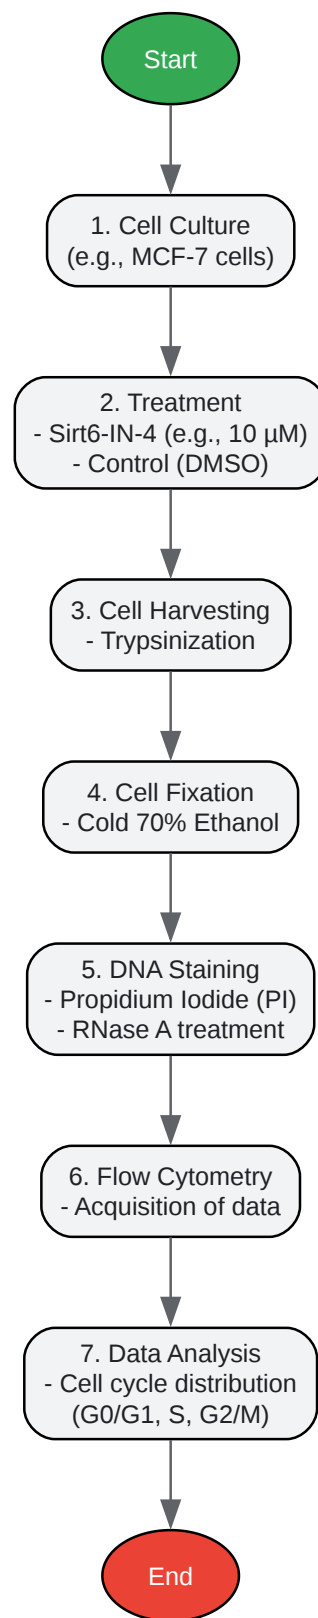 Start
1. Cell Culture
(e.g., MCF-7 cells)
2. Treatment
- Sirt6-IN-4 (e.g., 10 µM)
- Control (DMSO)
3. Cell Harvesting
- Trypsinization
4. Cell Fixation
- Cold 70% Ethanol
5. DNA Staining
- Propidium Iodide (PI)
- RNase A treatment
6. Flow Cytometry
- Acquisition of data
7. Data Analysis
- Cell cycle distribution
(G0/G1, S, G2/M)
End